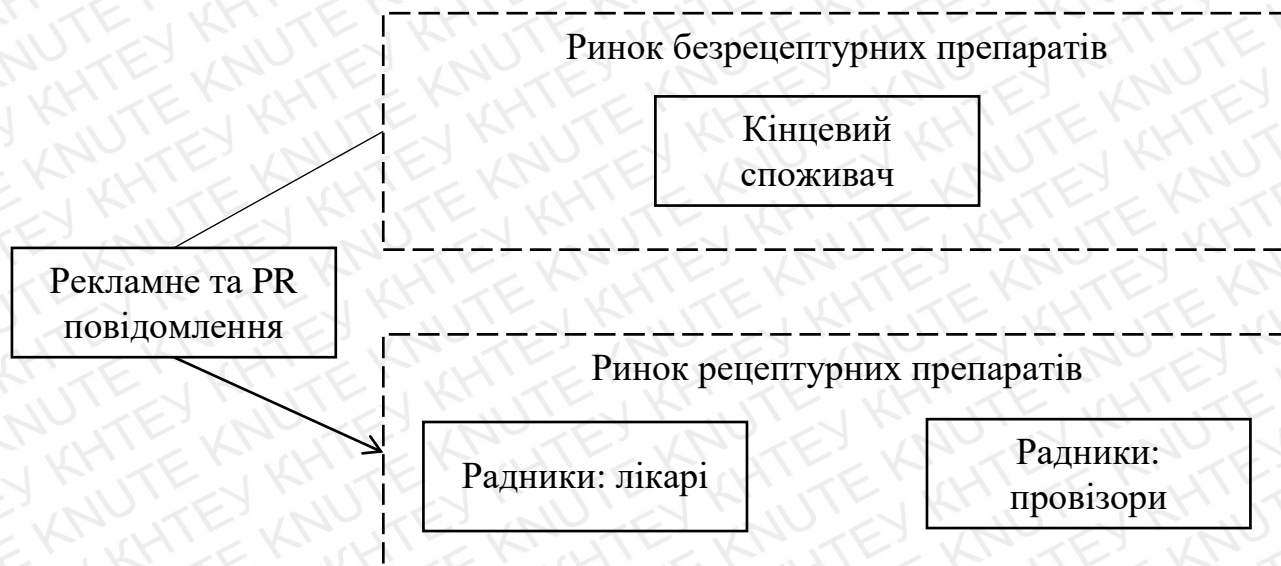 Ринок безрецептурних препаратів
Кінцевий
споживач
Рекламне та PR
повідомлення
Ринок рецептурних препаратів
Радники: лікарі
Радники:
провізори